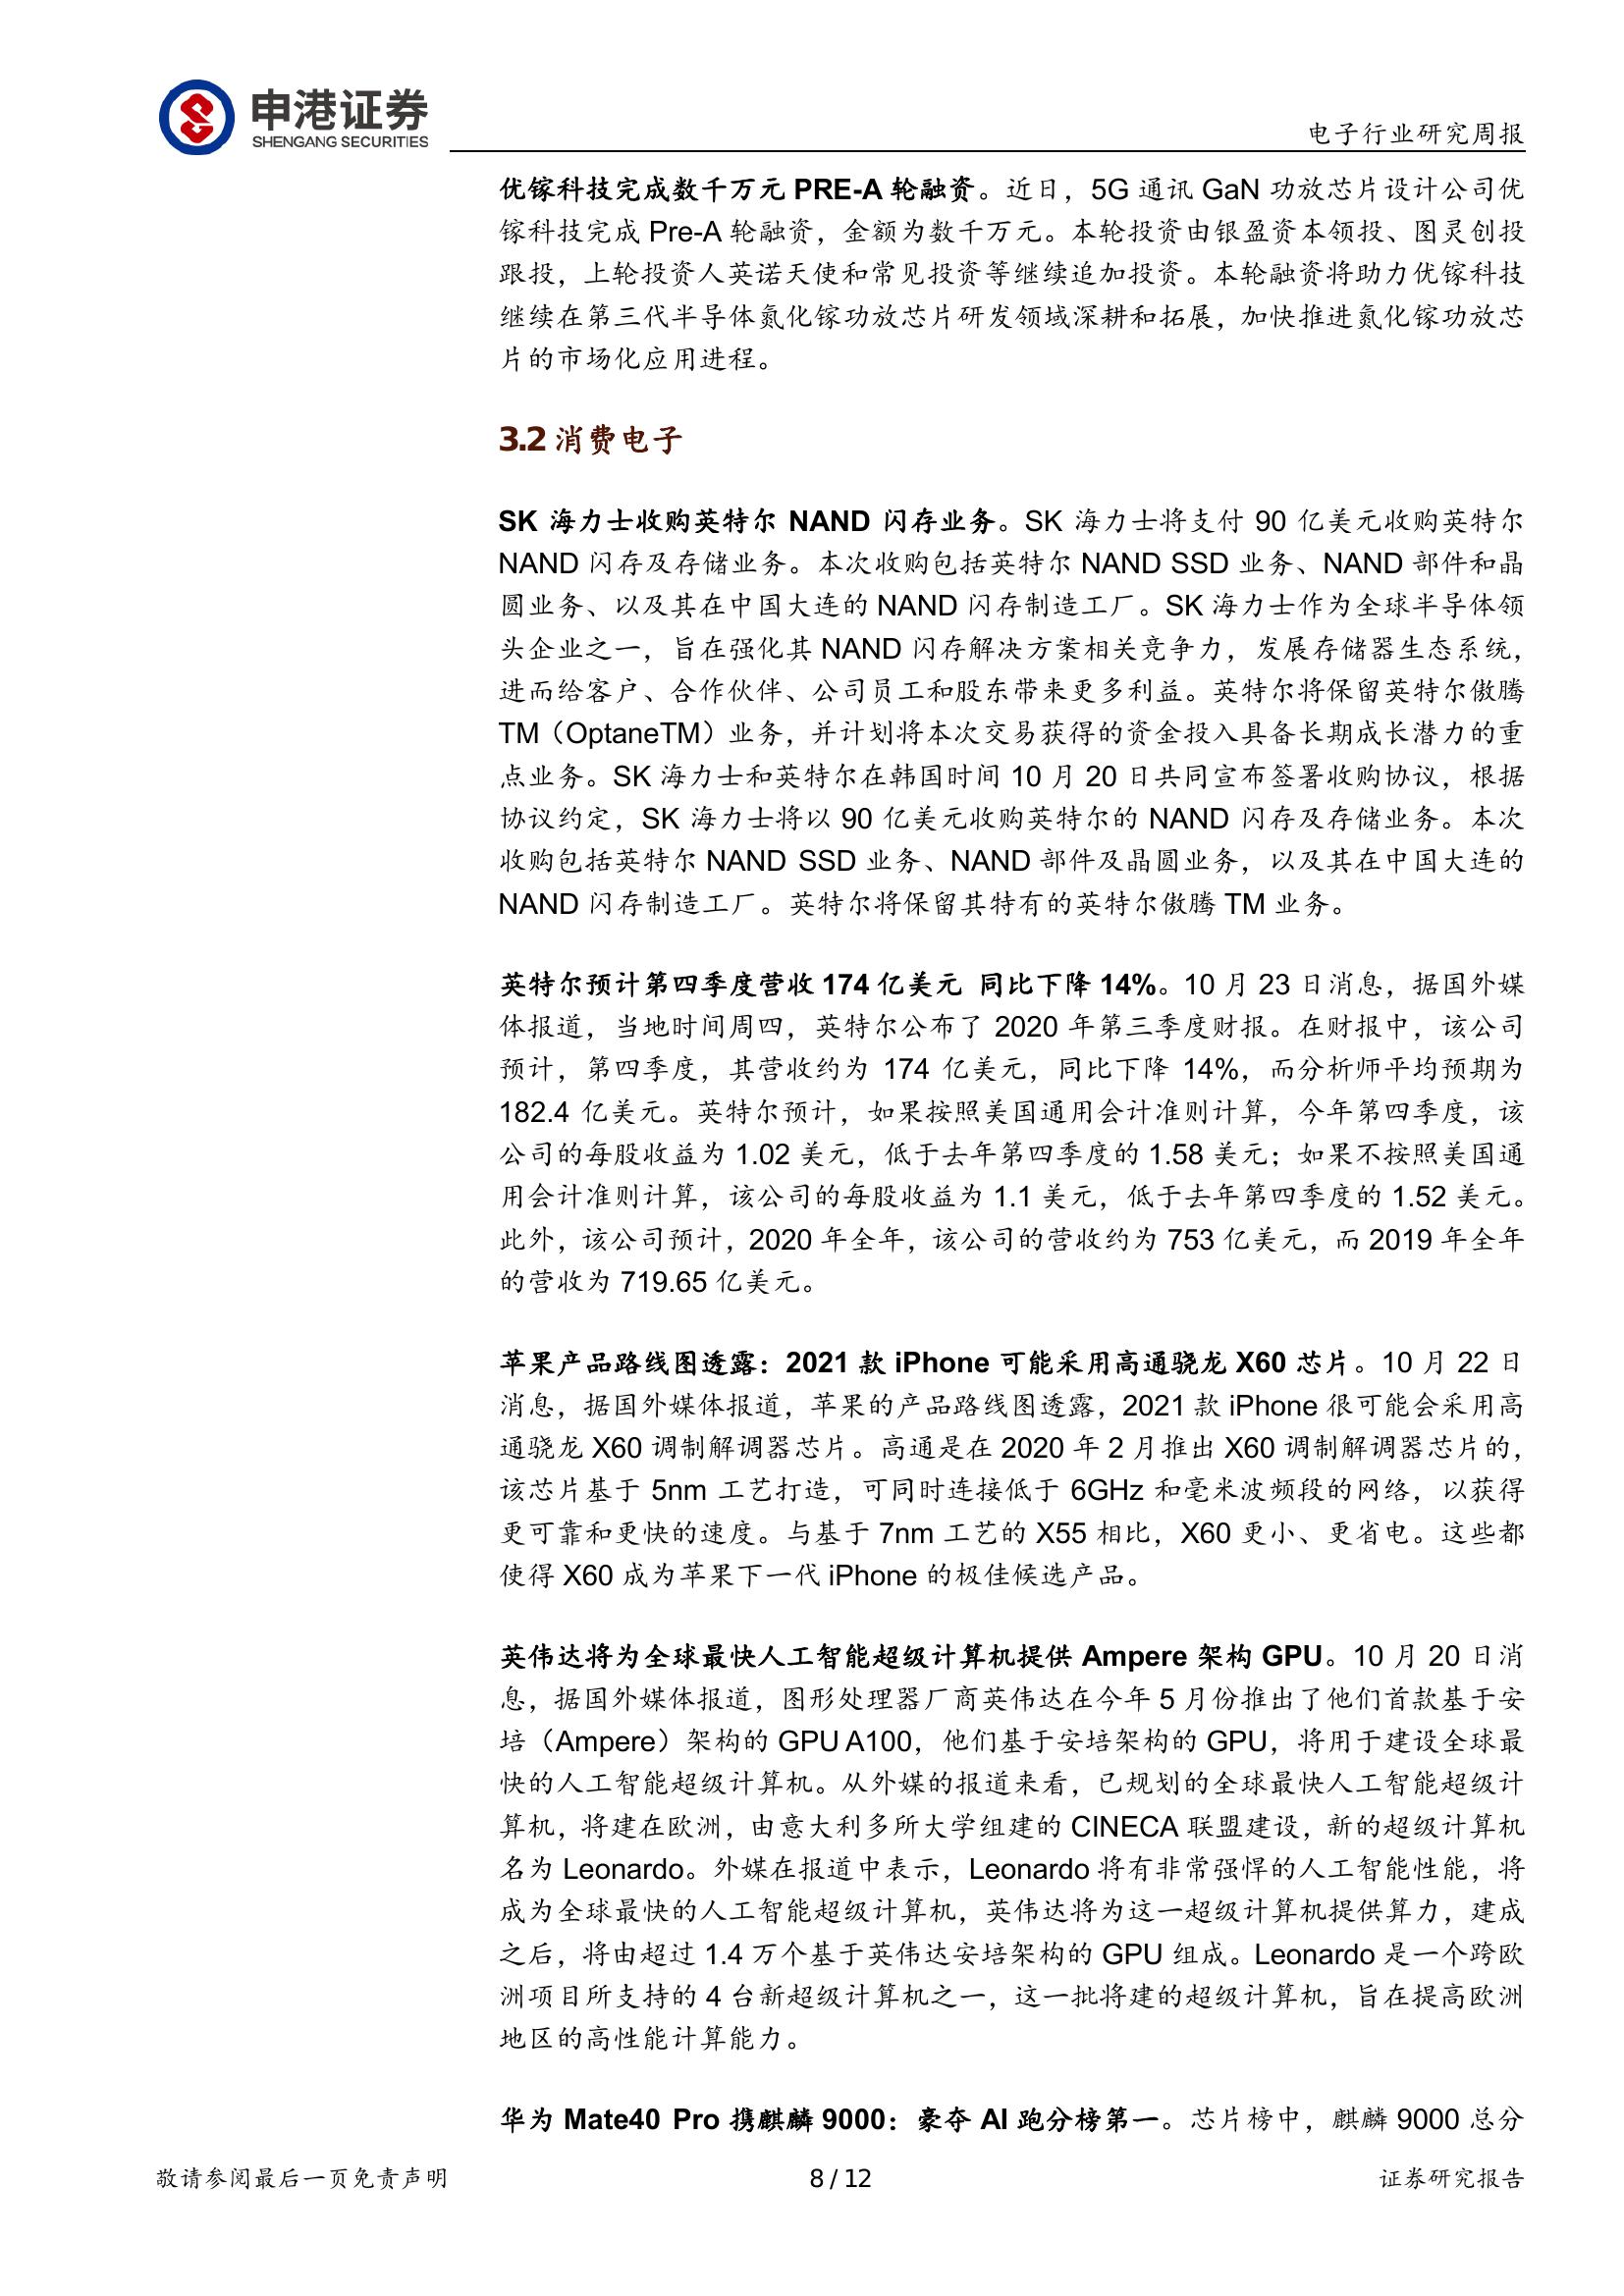 申港证券
SHENGANG SECURITIES
电子行业研究周报
优镓科技完成数千万元 PRE-A 轮融资。近日，5G 通讯 GaN 功放芯片设计公司优
镓科技完成 Pre-A 轮融资，金额为数千万元。本轮投资由银盈资本领投、图灵创投
跟投，上轮投资人英诺天使和常见投资等继续追加投资。本轮融资将助力优镓科技
继续在第三代半导体氮化镓功放芯片研发领域深耕和拓展，加快推进氮化镓功放芯
片的市场化应用进程。
3.2 消费电子
SK 海力士收购英特尔 NAND 闪存业务。SK 海力士将支付 90 亿美元收购英特尔
NAND 闪存及存储业务。本次收购包括英特尔 NAND SSD 业务、NAND 部件和晶
圆业务、以及其在中国大连的 NAND 闪存制造工厂。SK 海力士作为全球半导体领
头企业之一，旨在强化其 NAND 闪存解决方案相关竞争力，发展存储器生态系统，
进而给客户、合作伙伴、公司员工和股东带来更多利益。英特尔将保留英特尔傲腾
TM（OptaneTM）业务，并计划将本次交易获得的资金投入具备长期成长潜力的重
点业务。SK 海力士和英特尔在韩国时间 10 月 20 日共同宣布签署收购协议，根据
协议约定，SK 海力士将以 90 亿美元收购英特尔的 NAND 闪存及存储业务。本次
收购包括英特尔 NAND SSD 业务、NAND 部件及晶圆业务，以及其在中国大连的
NAND 闪存制造工厂。英特尔将保留其特有的英特尔傲腾 TM 业务。
英特尔预计第四季度营收 174 亿美元 同比下降 14%。10 月 23 日消息，据国外媒
体报道，当地时间周四，英特尔公布了 2020 年第三季度财报。在财报中，该公司
预计，第四季度，其营收约为 174 亿美元，同比下降 14%，而分析师平均预期为
182.4 亿美元。英特尔预计，如果按照美国通用会计准则计算，今年第四季度，该
公司的每股收益为 1.02 美元，低于去年第四季度的 1.58 美元；如果不按照美国通
用会计准则计算，该公司的每股收益为 1.1 美元，低于去年第四季度的 1.52 美元。
此外，该公司预计，2020 年全年，该公司的营收约为 753 亿美元，而 2019 年全年
的营收为 719.65 亿美元。
苹果产品路线图透露：2021 款 iPhone 可能采用高通骁龙 X60 芯片。10 月 22 日
消息，据国外媒体报道，苹果的产品路线图透露，2021 款 iPhone 很可能会采用高
通骁龙 X60 调制解调器芯片。高通是在 2020 年 2 月推出 X60 调制解调器芯片的，
该芯片基于 5nm 工艺打造，可同时连接低于 6GHz 和毫米波频段的网络，以获得
更可靠和更快的速度。与基于 7nm 工艺的 X55 相比，X60 更小、更省电。这些都
使得 X60 成为苹果下一代 iPhone 的极佳候选产品。
英伟达将为全球最快人工智能超级计算机提供 Ampere 架构 GPU。10 月 20 日消
息，据国外媒体报道，图形处理器厂商英伟达在今年 5 月份推出了他们首款基于安
培（Ampere）架构的 GPU A100，他们基于安培架构的 GPU，将用于建设全球最
快的人工智能超级计算机。从外媒的报道来看，已规划的全球最快人工智能超级计
算机，将建在欧洲，由意大利多所大学组建的 CINECA 联盟建设，新的超级计算机
名为 Leonardo。外媒在报道中表示，Leonardo 将有非常强悍的人工智能性能，将
成为全球最快的人工智能超级计算机，英伟达将为这一超级计算机提供算力，建成
之后，将由超过 1.4 万个基于英伟达安培架构的 GPU 组成。Leonardo 是一个跨欧
洲项目所支持的 4 台新超级计算机之一，这一批将建的超级计算机，旨在提高欧洲
地区的高性能计算能力。
华为 Mate40 Pro 携麒麟 9000：豪夺 AI 跑分榜第一。芯片榜中，麒麟 9000 总分
敬请参阅最后一页免责声明
8 / 12
证券研究报告